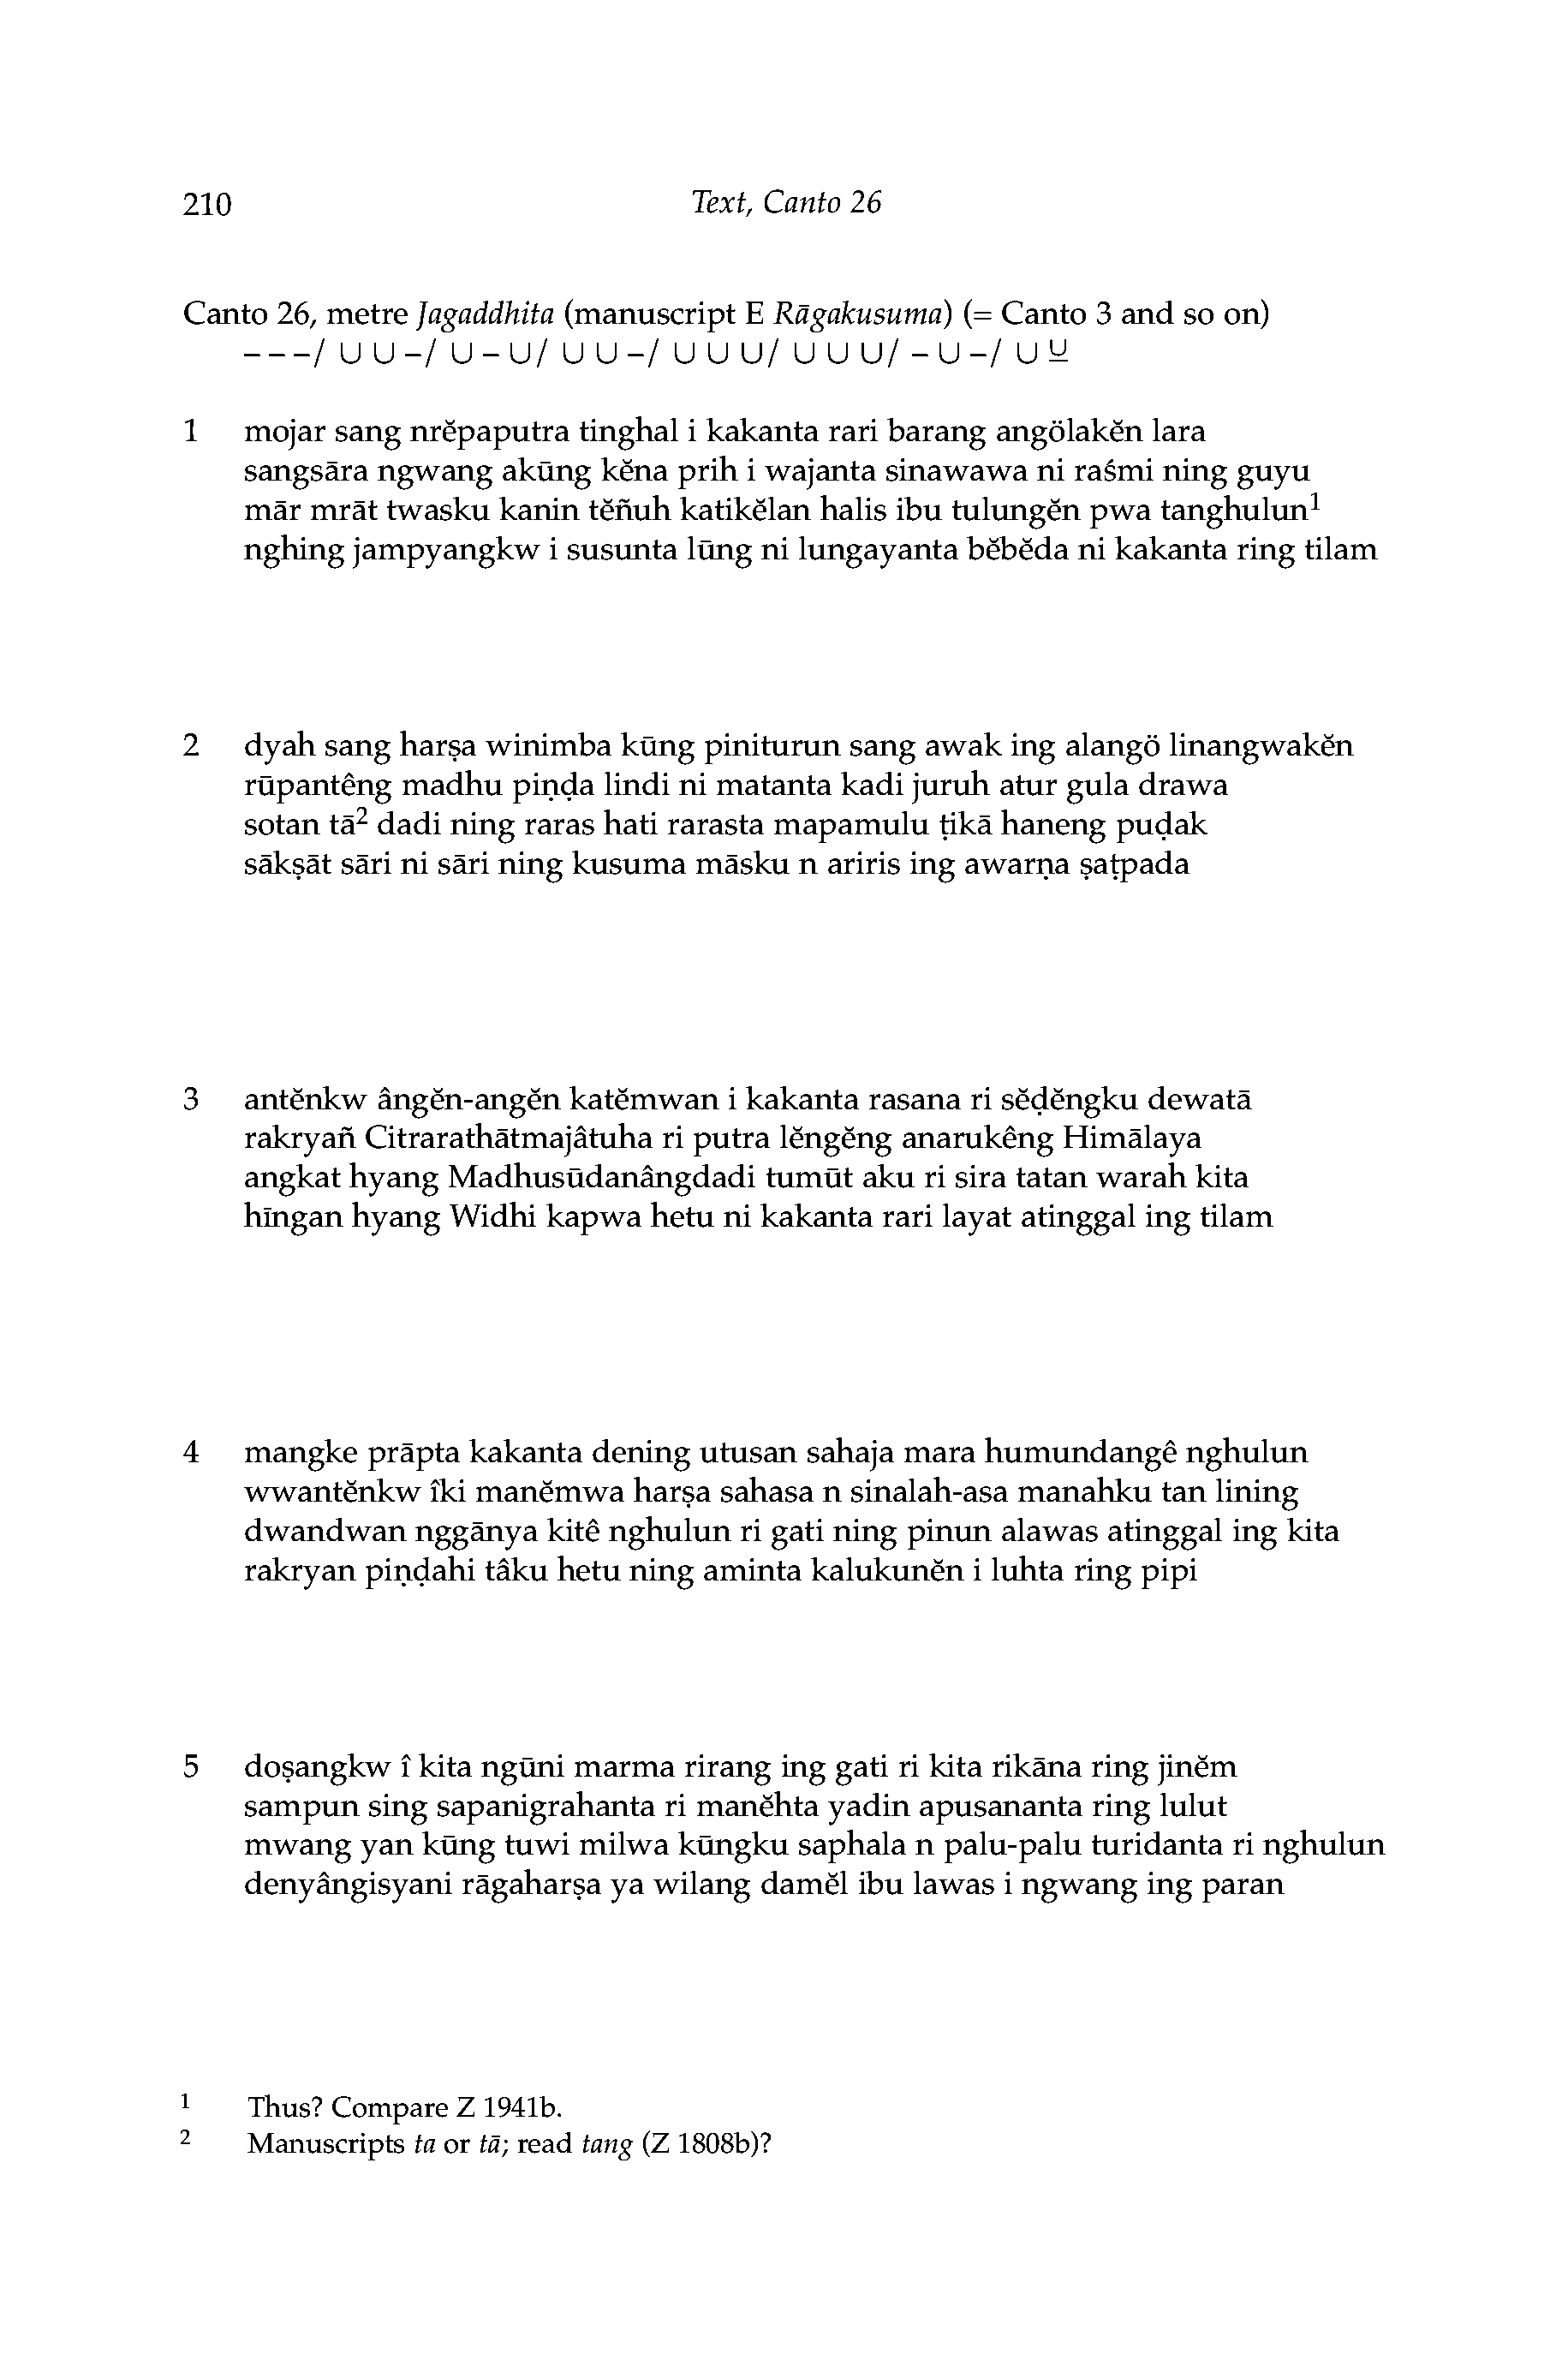 210 Text, Canto 26
Canto 26, metre Jagaddhita (manuscript E Rāgakusuma) (= Canto 3 and so on)
– – –/ ∪ ∪ –/ ∪ – ∪/ ∪ ∪ –/ ∪ ∪ ∪/ ∪ ∪ ∪/ – ∪ –/ ∪ ⊻
1 mojar sang nrĕpaputra tinghal i kakanta rari barang angölakĕn lara
sangsāra ngwang akūng kĕna prih i wajanta sinawawa ni raśmi ning guyu
mār mrāt twasku kanin tĕñuh katikĕlan halis ibu tulungĕn pwa tanghulun¹
nghing jampyangkw i susunta lūng ni lungayanta bĕbĕda ni kakanta ring tilam
2 dyah sang harṣa winimba kūng piniturun sang awak ing alangö linangwakĕn
rūpantêng madhu piṇḍa lindi ni matanta kadi juruh atur gula drawa
sotan tā² dadi ning raras hati rarasta mapamulu ṭikā haneng puḍak
sākṣāt sāri ni sāri ning kusuma māsku n ariris ing awarṇa ṣaṭpada
3 antĕnkw ângĕn-angĕn katĕmwan i kakanta rasana ri sĕḍĕngku dewatā
rakryañ Citrarathātmajâtuha ri putra lĕngĕng anarukêng Himālaya
angkat hyang Madhusūdanângdadi tumūt aku ri sira tatan warah kita
hīngan hyang Widhi kapwa hetu ni kakanta rari layat atinggal ing tilam
4 mangke prāpta kakanta dening utusan sahaja mara humundangê nghulun
wwantĕnkw îki manĕmwa harṣa sahasa n sinalah-asa manahku tan lining
dwandwan nggānya kitê nghulun ri gati ning pinun alawas atinggal ing kita
rakryan piṇḍahi tâku hetu ning aminta kalukunĕn i luhta ring pipi
5 doṣangkw î kita ngūni marma rirang ing gati ri kita rikāna ring jinĕm
sampun sing sapanigrahanta ri manĕhta yadin apusananta ring lulut
mwang yan kūng tuwi milwa kūngku saphala n palu-palu turidanta ri nghulun
denyângisyani rāgaharṣa ya wilang damĕl ibu lawas i ngwang ing paran
1 Thus? Compare Z 1941b.
2 Manuscripts ta or tā; read tang (Z 1808b)?